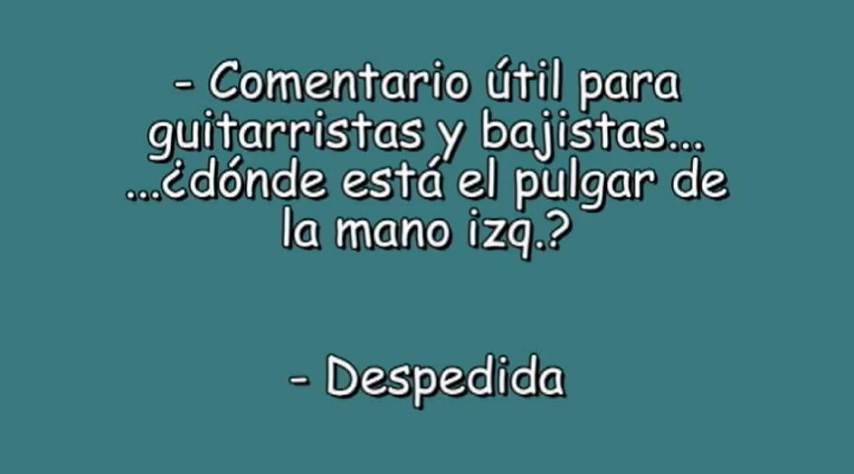 - Comentario útil para
guitarristas y bajistas...
...¿dónde está el pulgar de
la mano izq.?
- Despedida